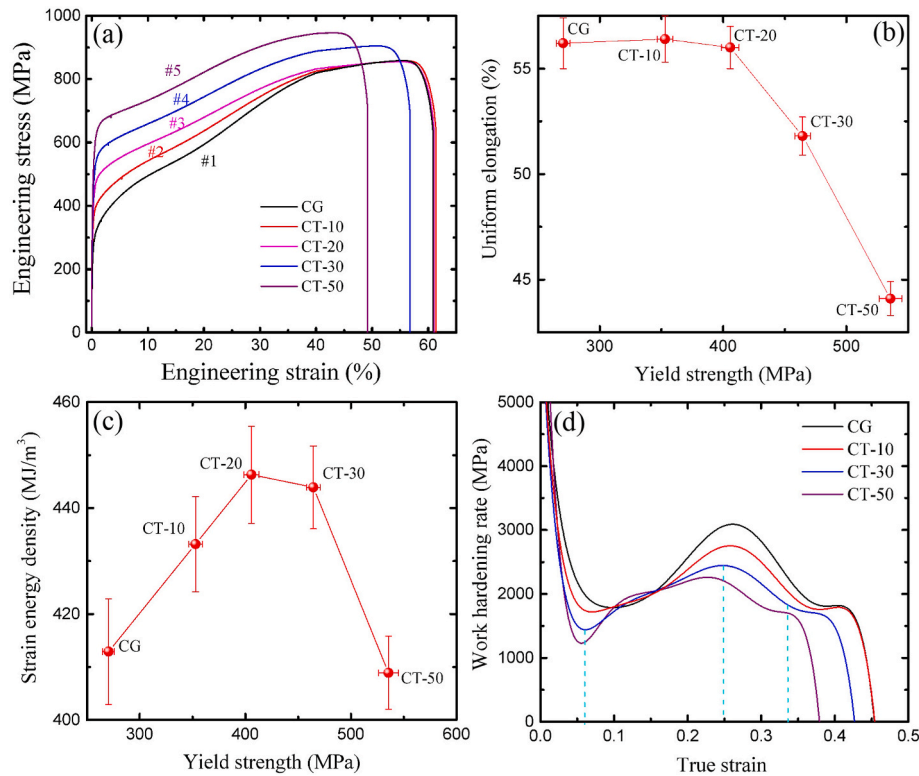 (a)
Engineering stress (MPa)
1000
800
600
400
200
0
#5
#4
#3
#2
#1
CG
CT-10
CT-20
CT-30
CT-50
0 10 20 30 40 50 60
Engineering strain (%)
(b)
Uniform elongation (%)
55
50
45
CG
CT-10
CT-20
CT-30
CT-50
300 400 500
Yield strength (MPa)
(c)
Strain energy density (MJ/m³)
460
440
420
400
CG
CT-10
CT-20
CT-30
CT-50
200 300 400 500 600
Yield strength (MPa)
(d)
Work hardening rate (MPa)
5000
4000
3000
2000
1000
0
CG
CT-10
CT-30
CT-50
0.0 0.1 0.2 0.3 0.4 0.5
True strain